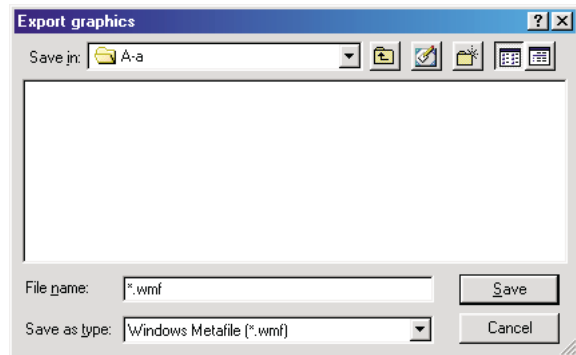 Export graphics
Save in: A-a
File name: *.wmf
Save
Save as type: Windows Metafile (*.wmf)
Cancel